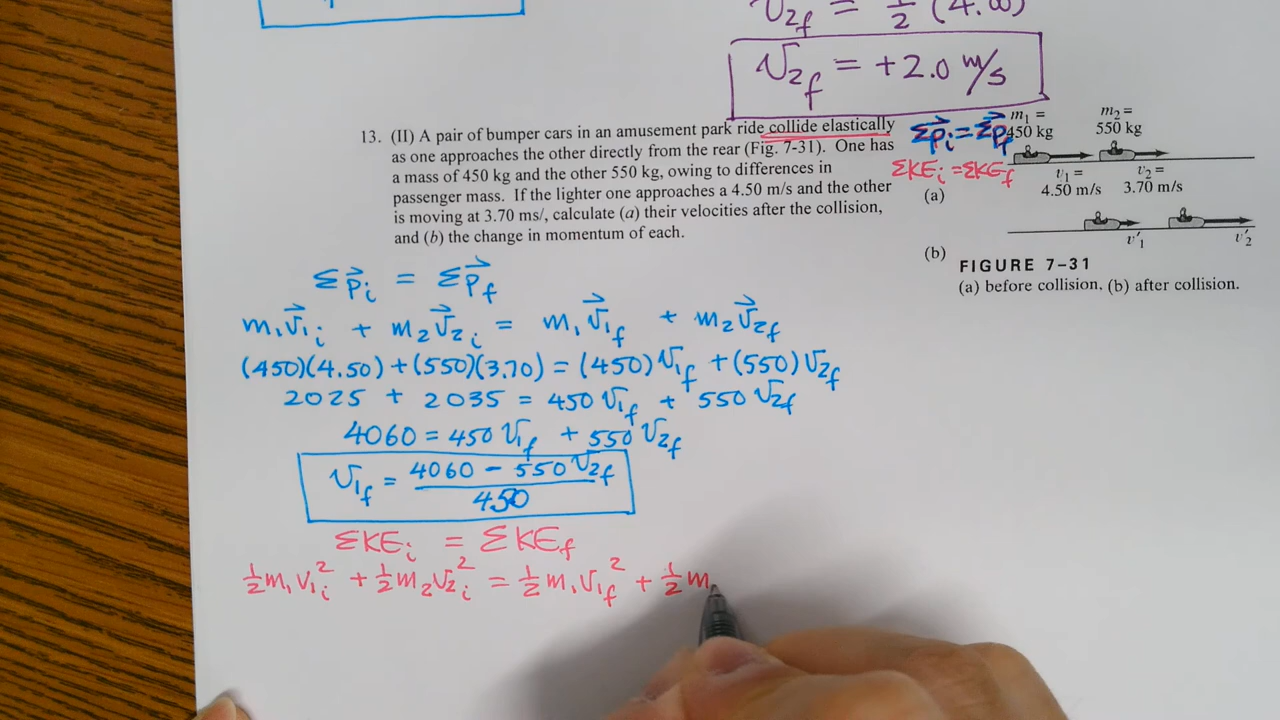 V2f = 1/2 (4.00)
V2f = +2.0 m/s
13. (II) A pair of bumper cars in an amusement park ride collide elastically
as one approaches the other directly from the rear (Fig. 7-31). One has
a mass of 450 kg and the other 550 kg, owing to differences in
passenger mass. If the lighter one approaches a 4.50 m/s and the other
is moving at 3.70 ms/, calculate (a) their velocities after the collision,
and (b) the change in momentum of each.
Σp⃗i = Σp⃗f
ΣKEi = ΣKEf
m1 =
450 kg
m2 =
550 kg
v1 =
4.50 m/s
v2 =
3.70 m/s
(a)
v'1
v'2
(b)
FIGURE 7-31
(a) before collision, (b) after collision.
Σp⃗i = Σp⃗f
m1v⃗1i + m2v⃗2i = m1v⃗1f + m2v⃗2f
(450)(4.50) + (550)(3.70) = (450)V1f + (550)V2f
2025 + 2035 = 450 V1f + 550 V2f
4060 = 450 V1f + 550 V2f
V1f = (4060 - 550 V2f) / 450
ΣKEi = ΣKEf
1/2 m1v1i² + 1/2 m2v2i² = 1/2 m1v1f² + 1/2 m